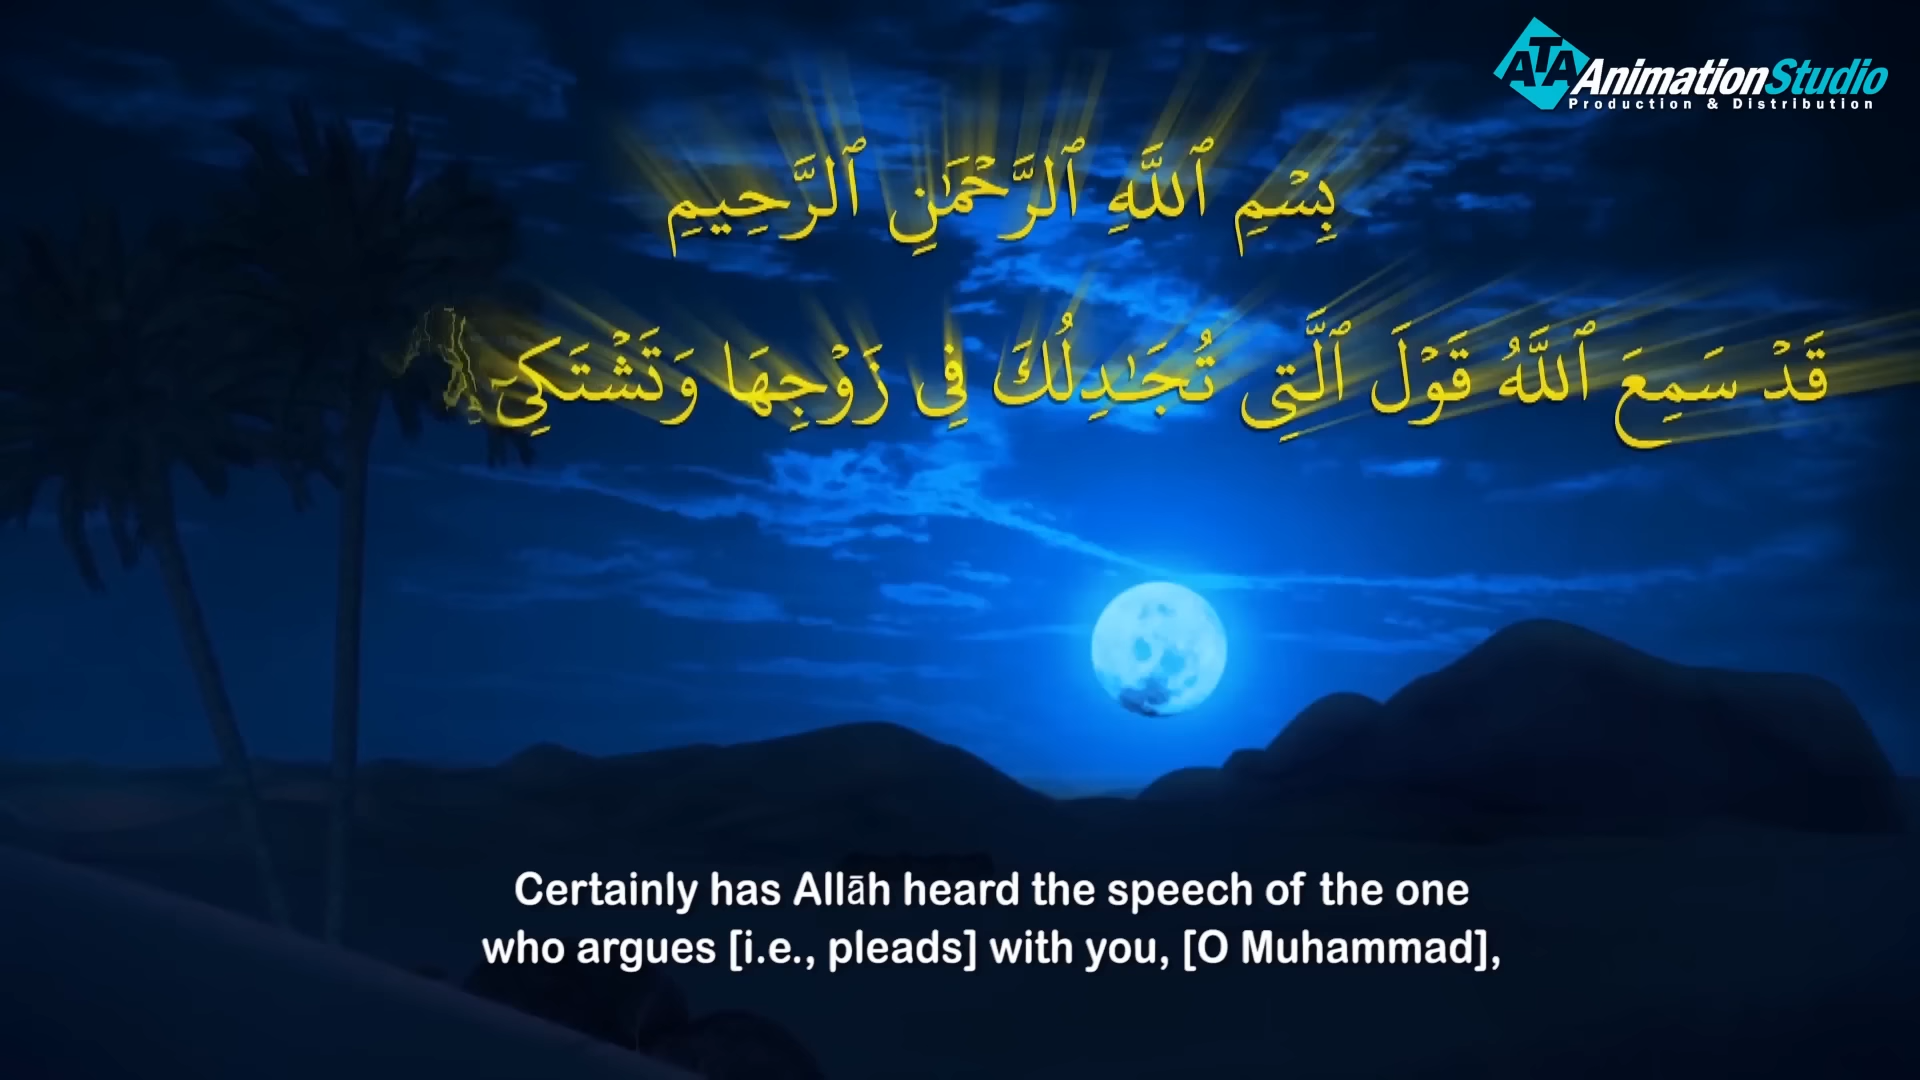 ATA AnimationStudio
Production & Distribution
بِسْمِ ٱللَّهِ ٱلرَّحْمَٰنِ ٱلرَّحِيمِ
قَدْ سَمِعَ ٱللَّهُ قَوْلَ ٱلَّتِى تُجَٰدِلُكَ فِى زَوْجِهَا وَتَشْتَكِىٓ
Certainly has Allāh heard the speech of the one
who argues [i.e., pleads] with you, [O Muhammad],